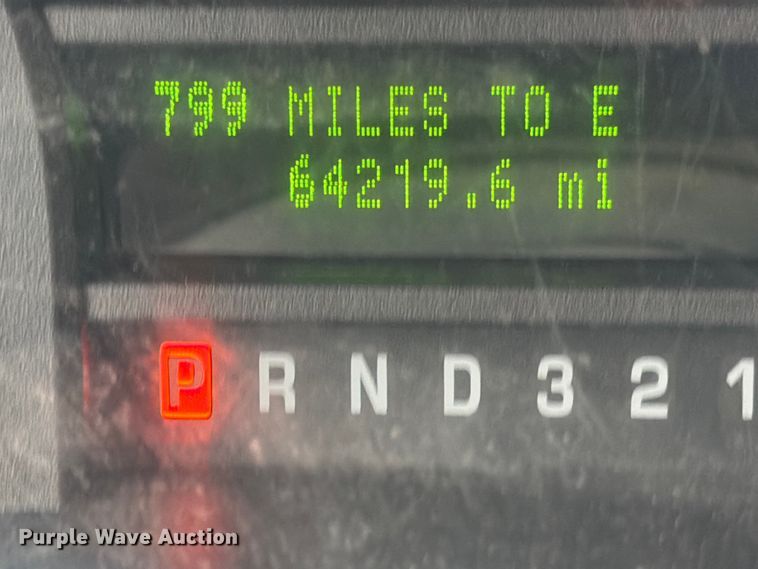 799 MILES TO E
64219.6 mi
P R N D 3 2 1
Purple Wave Auction